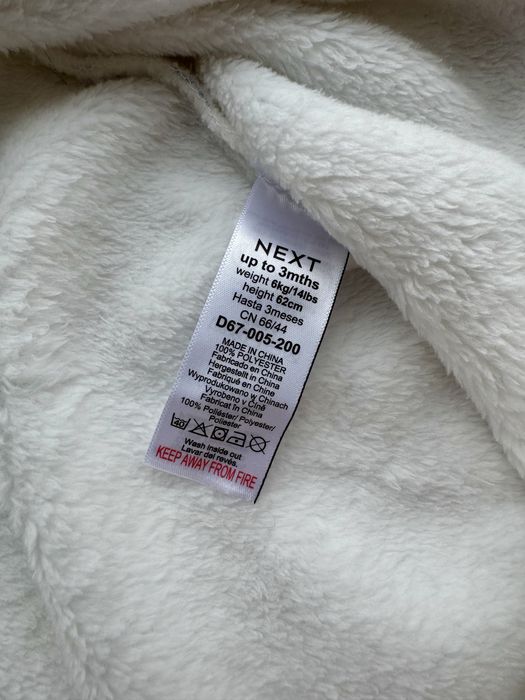 NEXT
up to 3mths
weight 6kg/14lbs
height 62cm
Hasta 3meses
CN 66/44
D67-005-200
MADE IN CHINA
100% POLYESTER
Fabricado en China
Hergestellt in China
Fabriqué en Chine
Wyprodukowano w Chinach
Vyrobeno v Číně
Fabricat în China
100% Poliéster/ Polyester/
Poliester
40
Wash inside out
Lavar del revés.
KEEP AWAY FROM FIRE